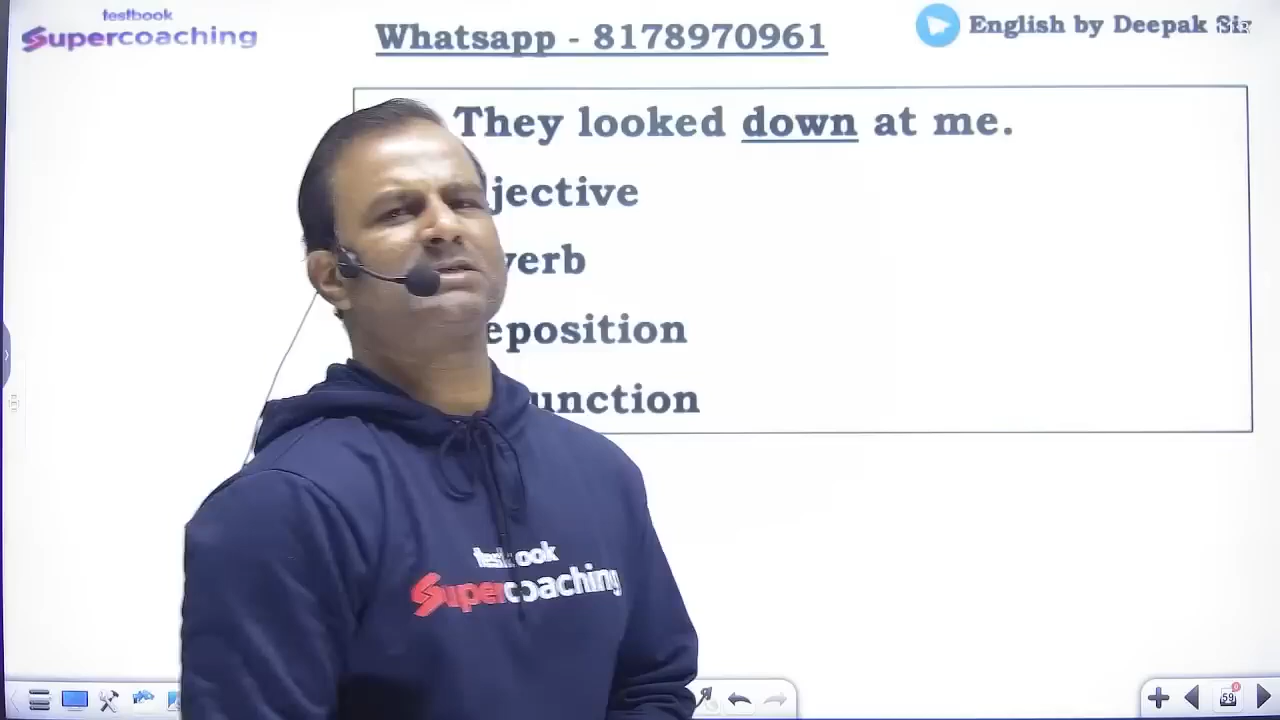 testbook
Supercoaching
Whatsapp - 8178970961
English by Deepak Sir
They looked down at me.
jective
verb
eposition
unction
testbook
Supercoaching
59